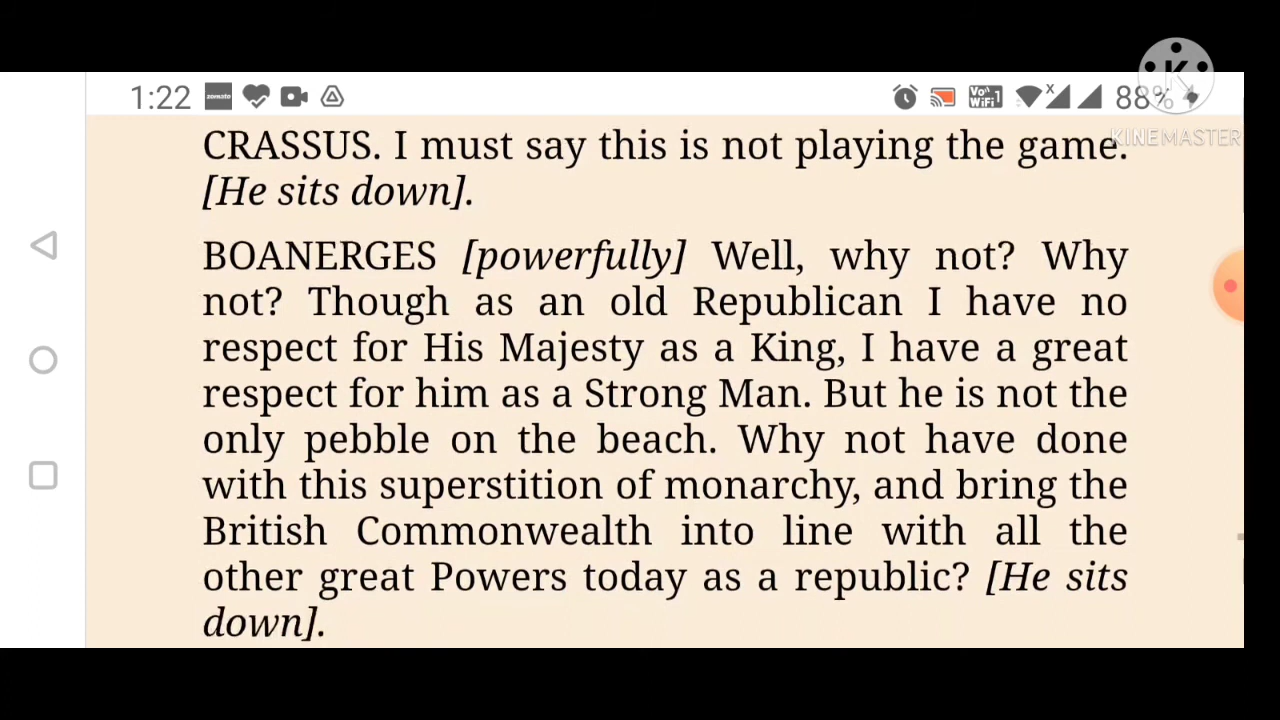 1:22 zomato Vo WiFi 1 x 88%
KINEMASTER
CRASSUS. I must say this is not playing the game.
[He sits down].
BOANERGES [powerfully] Well, why not? Why
not? Though as an old Republican I have no
respect for His Majesty as a King, I have a great
respect for him as a Strong Man. But he is not the
only pebble on the beach. Why not have done
with this superstition of monarchy, and bring the
British Commonwealth into line with all the
other great Powers today as a republic? [He sits
down].